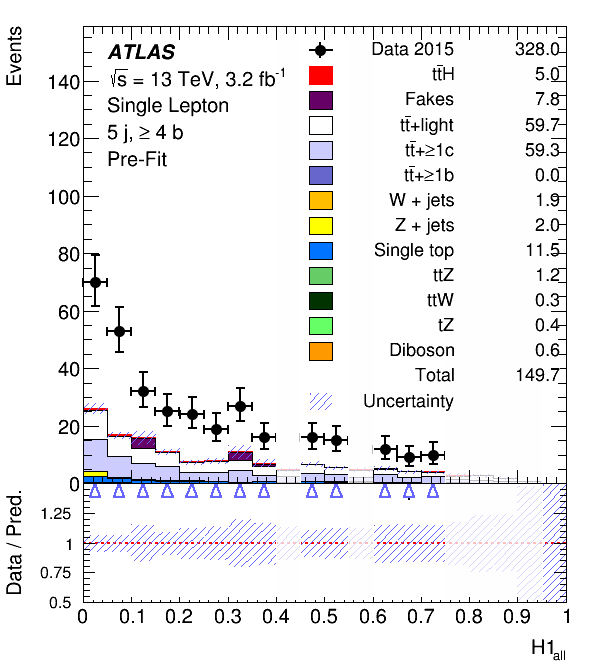 Events
ATLAS
√s = 13 TeV, 3.2 fb-1
Single Lepton
5 j, ≥ 4 b
Pre-Fit
Data 2015 328.0
tt̄H 5.0
Fakes 7.8
tt̄+light 59.7
tt̄+≥1c 59.3
tt̄+≥1b 0.0
W + jets 1.9
Z + jets 2.0
Single top 11.5
ttZ 1.2
ttW 0.3
tZ 0.4
Diboson 0.6
Total 149.7
Uncertainty
140
120
100
80
60
40
20
0
Data / Pred.
1.25
1
0.75
0.5
0 0.1 0.2 0.3 0.4 0.5 0.6 0.7 0.8 0.9 1
H1all